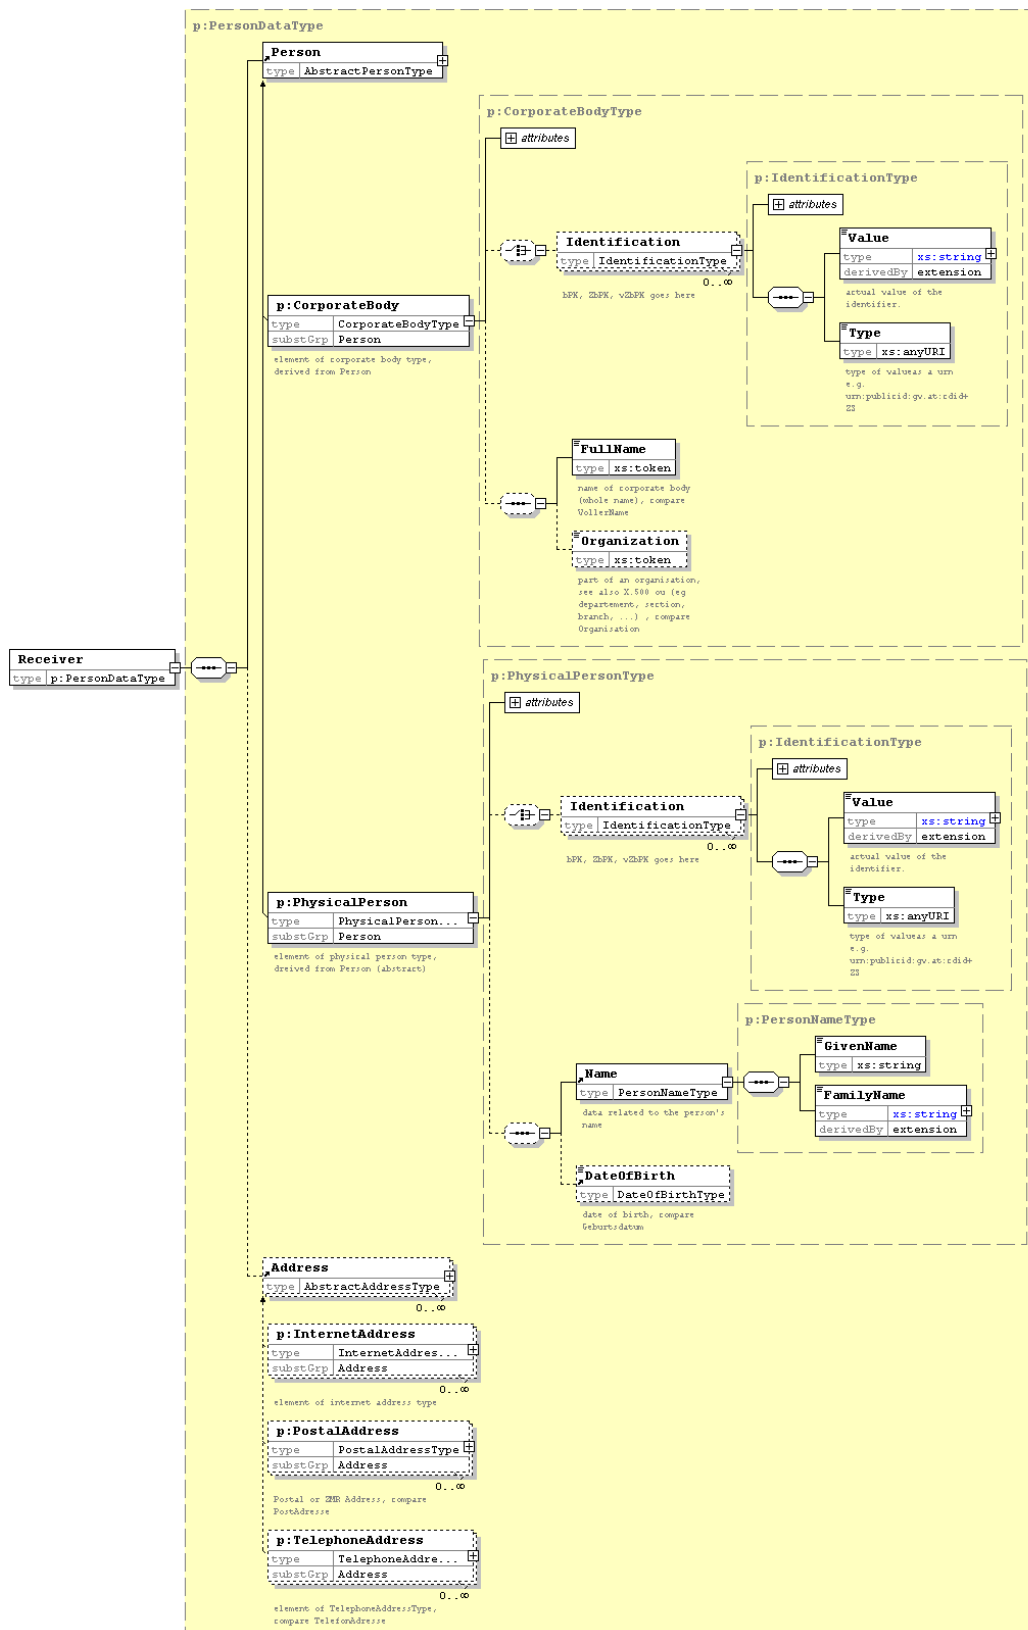 p:PersonDataType
Person
type AbstractPersonType
p:CorporateBodyType
attributes
p:IdentificationType
attributes
Identification
type IdentificationType
0..∞
bPK, ZbPK, vZbPK goes here
Value
type xs:string
derivedBy extension
actual value of the
identifier.
Type
type xs:anyURI
type of valueas a urn
e.g.
urn:publicid:gv.at:cdid+
ZS
p:CorporateBody
type CorporateBodyType
substGrp Person
element of corporate body type,
derived from Person
FullName
type xs:token
name of corporate body
(whole name), compare
VollerName
Organization
type xs:token
part of an organisation,
see also X.500 ou (eg
departement, section,
branch, ...) , compare
Organisation
Receiver
type p:PersonDataType
p:PhysicalPersonType
attributes
p:IdentificationType
attributes
Identification
type IdentificationType
0..∞
bPK, ZbPK, vZbPK goes here
Value
type xs:string
derivedBy extension
actual value of the
identifier.
Type
type xs:anyURI
type of valueas a urn
e.g.
urn:publicid:gv.at:cdid+
ZS
p:PhysicalPerson
type PhysicalPerson...
substGrp Person
element of physical person type,
dreived from Person (abstract)
p:PersonNameType
GivenName
type xs:string
FamilyName
type xs:string
derivedBy extension
Name
type PersonNameType
data related to the person's
name
DateOfBirth
type DateOfBirthType
date of birth, compare
Geburtsdatum
Address
type AbstractAddressType
0..∞
p:InternetAddress
type InternetAddres...
substGrp Address
0..∞
element of internet address type
p:PostalAddress
type PostalAddressType
substGrp Address
0..∞
Postal or ZMR Address, compare
PostAdresse
p:TelephoneAddress
type TelephoneAddre...
substGrp Address
0..∞
element of TelephoneAddressType,
compare TelefonAdresse